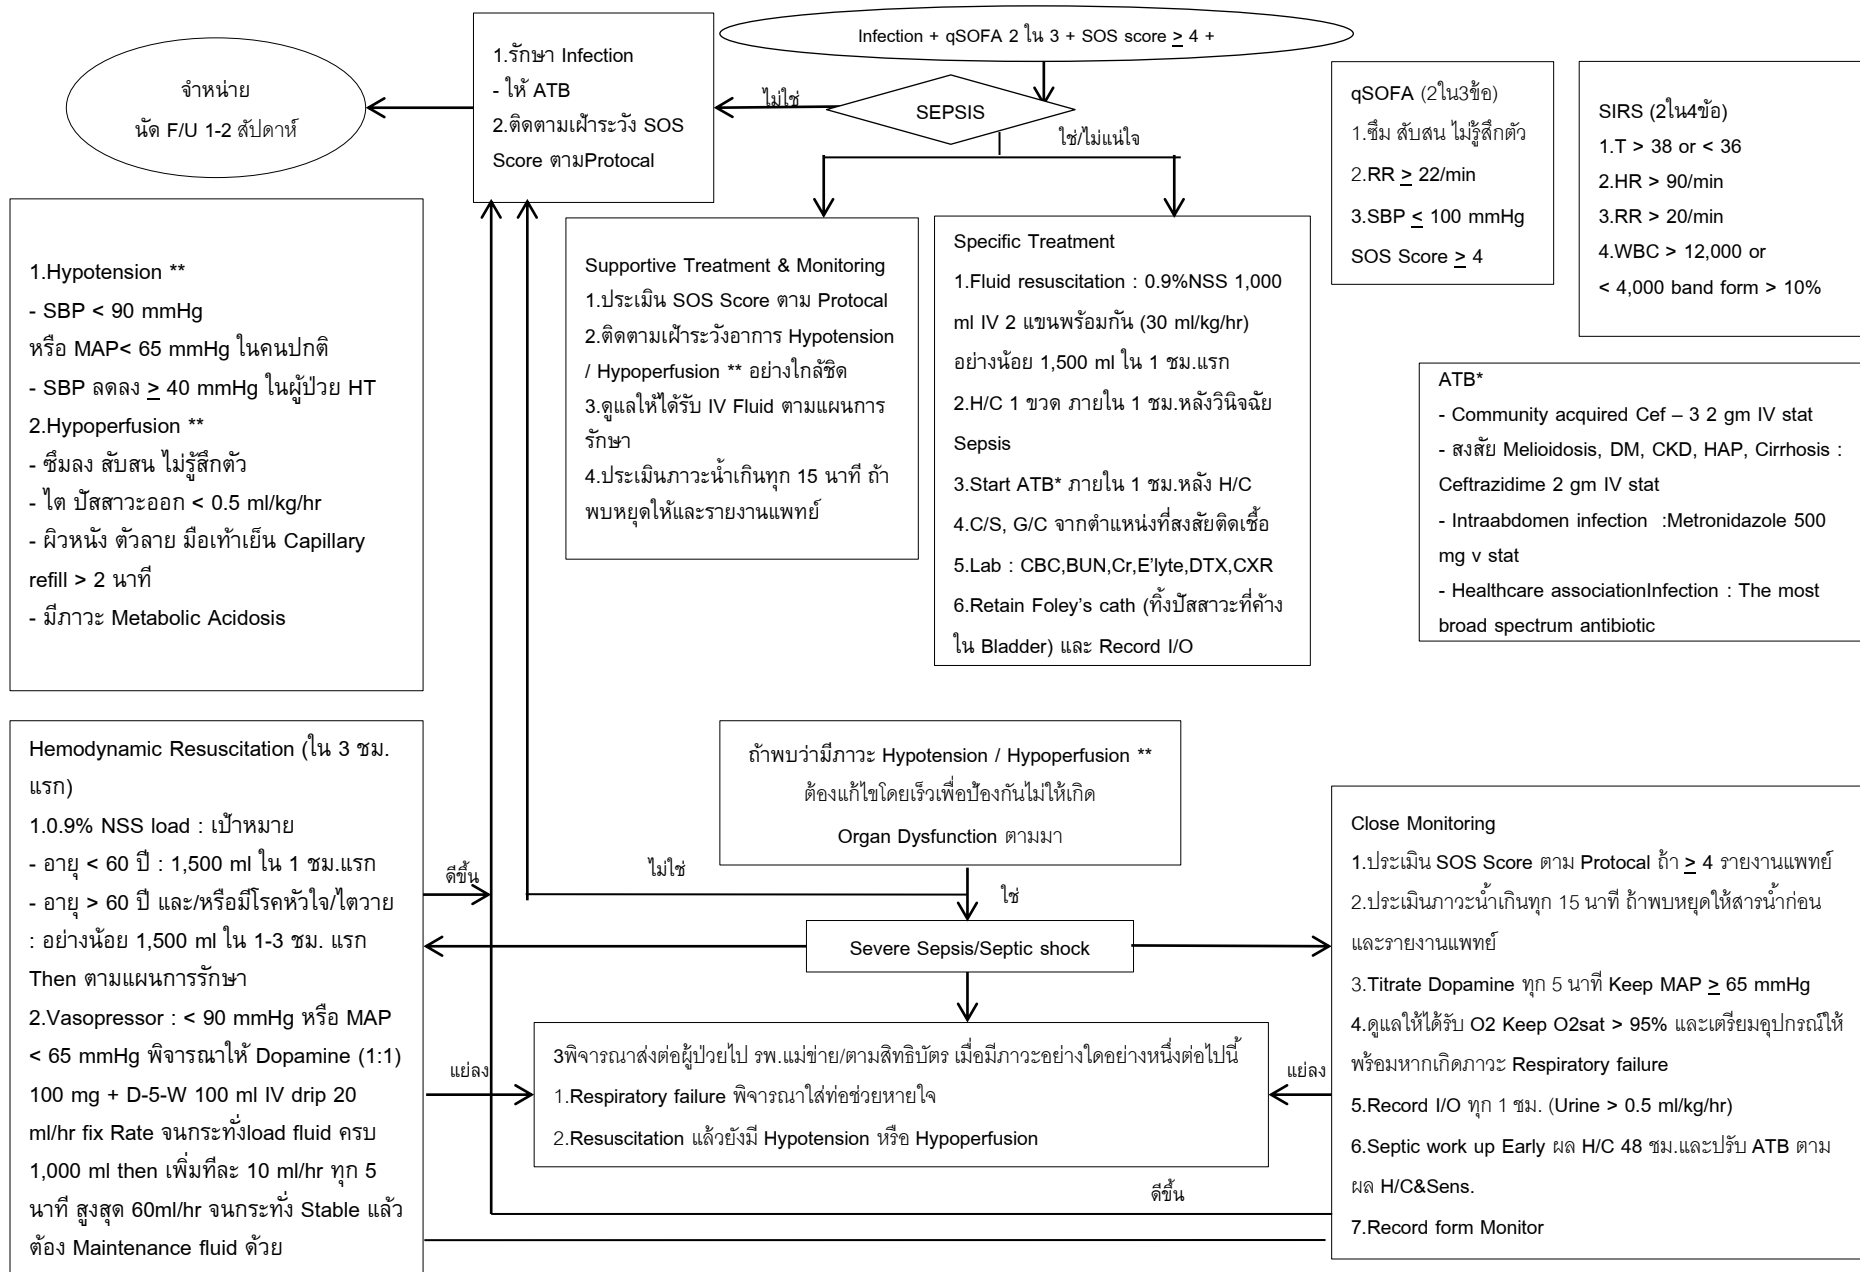 Infection + qSOFA 2 ใน 3 + SOS score ≥ 4 +
SEPSIS
ไม่ใช่
ใช่/ไม่แน่ใจ
1.รักษา Infection
- ให้ ATB
2.ติดตามเฝ้าระวัง SOS
Score ตามProtocal
จำหน่าย
นัด F/U 1-2 สัปดาห์
qSOFA (2ใน3ข้อ)
1.ซึม สับสน ไม่รู้สึกตัว
2.RR ≥ 22/min
3.SBP ≤ 100 mmHg
SOS Score ≥ 4
SIRS (2ใน4ข้อ)
1.T > 38 or < 36
2.HR > 90/min
3.RR > 20/min
4.WBC > 12,000 or
< 4,000 band form > 10%
1.Hypotension **
- SBP < 90 mmHg
หรือ MAP< 65 mmHg ในคนปกติ
- SBP ลดลง ≥ 40 mmHg ในผู้ป่วย HT
2.Hypoperfusion **
- ซึมลง สับสน ไม่รู้สึกตัว
- ไต ปัสสาวะออก < 0.5 ml/kg/hr
- ผิวหนัง ตัวลาย มือเท้าเย็น Capillary
refill > 2 นาที
- มีภาวะ Metabolic Acidosis
Supportive Treatment & Monitoring
1.ประเมิน SOS Score ตาม Protocal
2.ติดตามเฝ้าระวังอาการ Hypotension
/ Hypoperfusion ** อย่างใกล้ชิด
3.ดูแลให้ได้รับ IV Fluid ตามแผนการ
รักษา
4.ประเมินภาวะน้ำเกินทุก 15 นาที ถ้า
พบหยุดให้และรายงานแพทย์
Specific Treatment
1.Fluid resuscitation : 0.9%NSS 1,000
ml IV 2 แขนพร้อมกัน (30 ml/kg/hr)
อย่างน้อย 1,500 ml ใน 1 ชม.แรก
2.H/C 1 ขวด ภายใน 1 ชม.หลังวินิจฉัย
Sepsis
3.Start ATB* ภายใน 1 ชม.หลัง H/C
4.C/S, G/C จากตำแหน่งที่สงสัยติดเชื้อ
5.Lab : CBC,BUN,Cr,E'lyte,DTX,CXR
6.Retain Foley's cath (ทิ้งปัสสาวะที่ค้าง
ใน Bladder) และ Record I/O
ATB*
- Community acquired Cef – 3 2 gm IV stat
- สงสัย Melioidosis, DM, CKD, HAP, Cirrhosis :
Ceftrazidime 2 gm IV stat
- Intraabdomen infection :Metronidazole 500
mg v stat
- Healthcare associationInfection : The most
broad spectrum antibiotic
Hemodynamic Resuscitation (ใน 3 ชม.
แรก)
1.0.9% NSS load : เป้าหมาย
- อายุ < 60 ปี : 1,500 ml ใน 1 ชม.แรก
- อายุ > 60 ปี และ/หรือมีโรคหัวใจ/ไตวาย
: อย่างน้อย 1,500 ml ใน 1-3 ชม. แรก
Then ตามแผนการรักษา
2.Vasopressor : < 90 mmHg หรือ MAP
< 65 mmHg พิจารณาให้ Dopamine (1:1)
100 mg + D-5-W 100 ml IV drip 20
ml/hr fix Rate จนกระทั่งload fluid ครบ
1,000 ml then เพิ่มทีละ 10 ml/hr ทุก 5
นาที สูงสุด 60ml/hr จนกระทั่ง Stable แล้ว
ต้อง Maintenance fluid ด้วย
ถ้าพบว่ามีภาวะ Hypotension / Hypoperfusion **
ต้องแก้ไขโดยเร็วเพื่อป้องกันไม่ให้เกิด
Organ Dysfunction ตามมา
ไม่ใช่
ดีขึ้น
ใช่
Severe Sepsis/Septic shock
แย่ลง
3พิจารณาส่งต่อผู้ป่วยไป รพ.แม่ข่าย/ตามสิทธิบัตร เมื่อมีภาวะอย่างใดอย่างหนึ่งต่อไปนี้
1.Respiratory failure พิจารณาใส่ท่อช่วยหายใจ
2.Resuscitation แล้วยังมี Hypotension หรือ Hypoperfusion
แย่ลง
ดีขึ้น
Close Monitoring
1.ประเมิน SOS Score ตาม Protocal ถ้า ≥ 4 รายงานแพทย์
2.ประเมินภาวะน้ำเกินทุก 15 นาที ถ้าพบหยุดให้สารน้ำก่อน
และรายงานแพทย์
3.Titrate Dopamine ทุก 5 นาที Keep MAP ≥ 65 mmHg
4.ดูแลให้ได้รับ O2 Keep O2sat > 95% และเตรียมอุปกรณ์ให้
พร้อมหากเกิดภาวะ Respiratory failure
5.Record I/O ทุก 1 ชม. (Urine > 0.5 ml/kg/hr)
6.Septic work up Early ผล H/C 48 ชม.และปรับ ATB ตาม
ผล H/C&Sens.
7.Record form Monitor